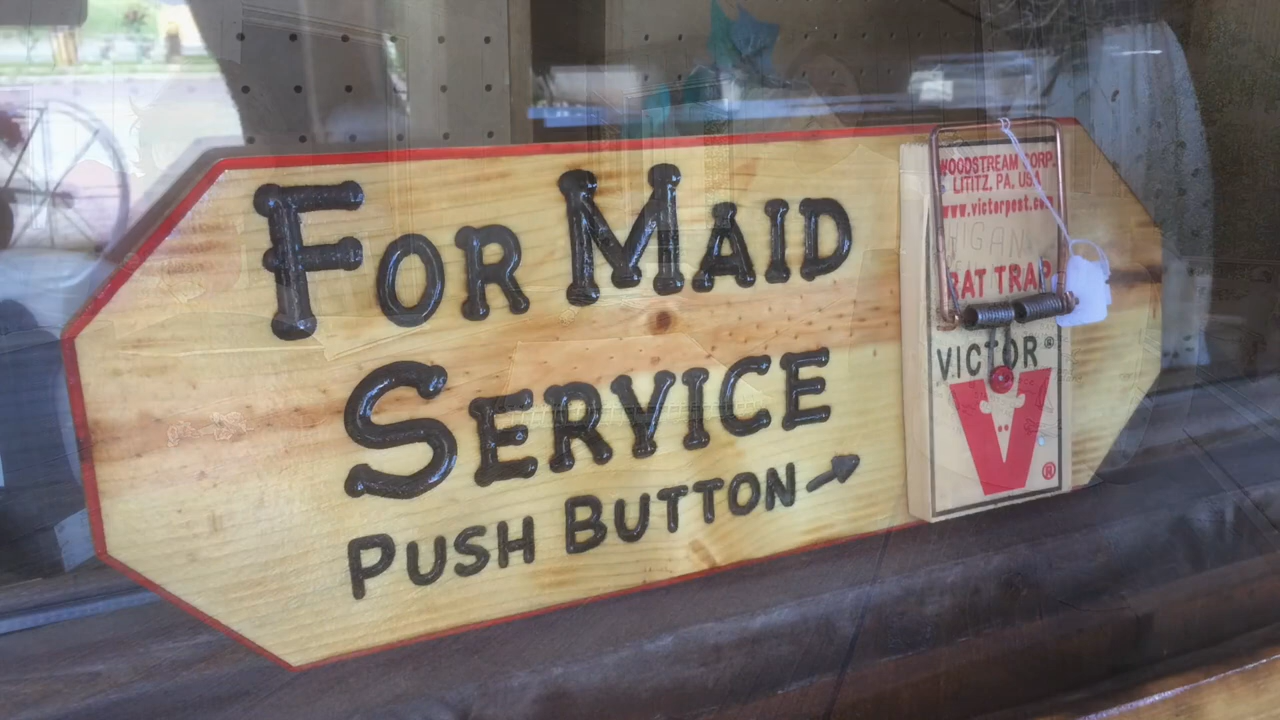 FOR MAID
SERVICE
PUSH BUTTON
WOODSTREAM CORP.
LITITZ, PA, USA
www.victorpest.com
RAT TRAP
VICTOR®
V
®